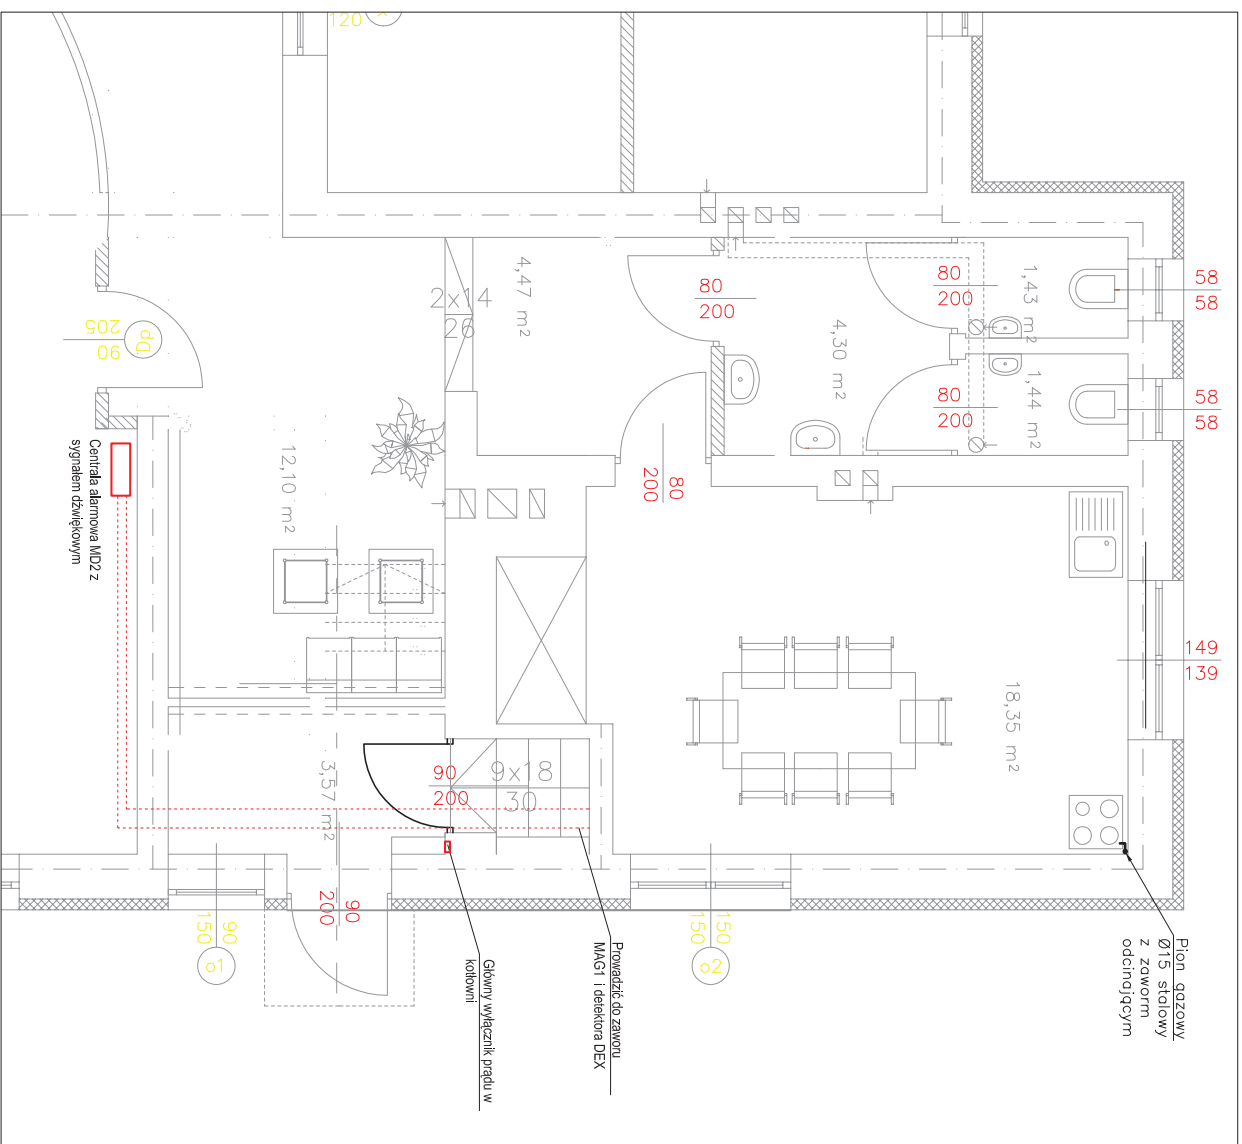 120
58
58
58
58
149
139
1,43 m²
80
200
1,44 m²
80
200
4,30 m²
80
200
4,47 m²
2x14
26
80
200
Dp
90
205
12,10 m²
Centrala alarmowa MD2 z
sygnałem dźwiękowym
18,35 m²
9x18
30
90
200
3,57 m²
90
200
90
150
o1
150
150
o2
Prowadzić do zaworu
MAG1 i detektora DEX
Główny wyłącznik prądu w
kotłowni
Pion gazowy
Ø15 stalowy
z zaworm
odcinającym